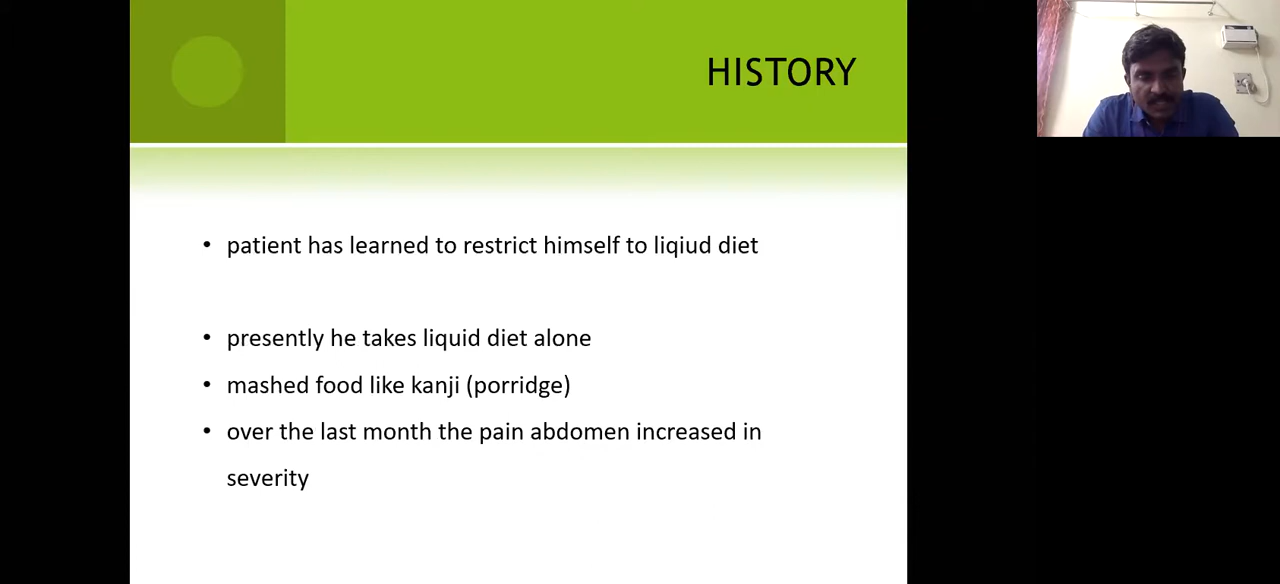 HISTORY
• patient has learned to restrict himself to liqiud diet
• presently he takes liquid diet alone
• mashed food like kanji (porridge)
• over the last month the pain abdomen increased in
severity